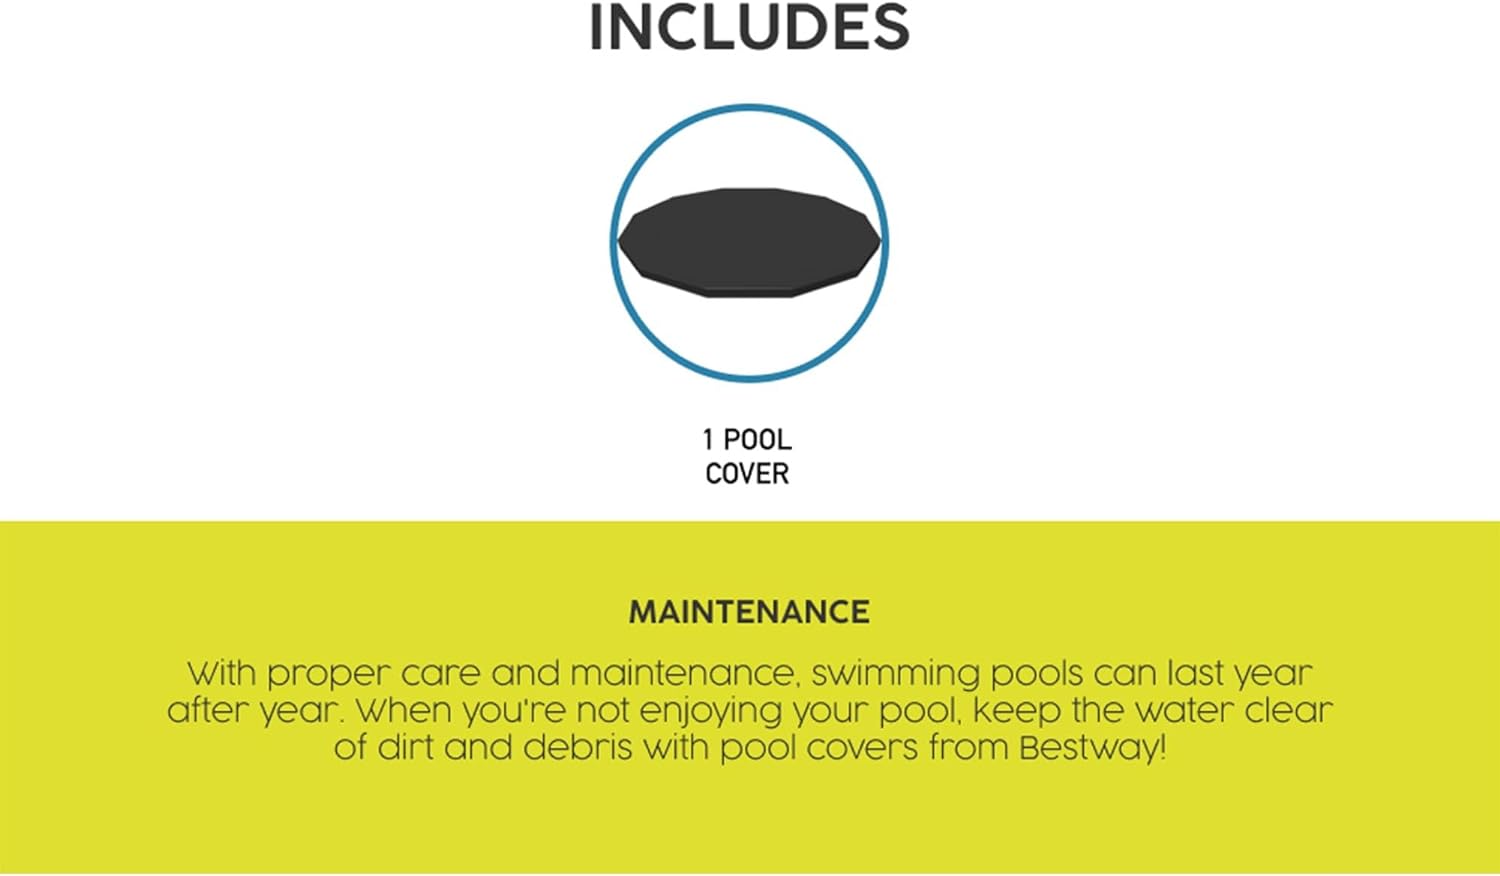 INCLUDES
1 POOL
COVER
MAINTENANCE
With proper care and maintenance, swimming pools can last year
after year. When you're not enjoying your pool, keep the water clear
of dirt and debris with pool covers from Bestway!